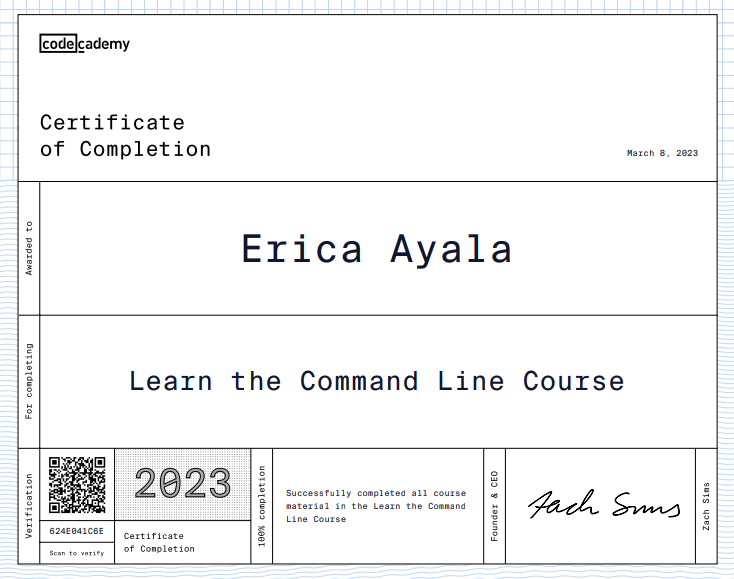 codecademy
Certificate
of Completion
March 8, 2023
Awarded to
Erica Ayala
For completing
Learn the Command Line Course
Verification
624E041C6E
Scan to verify
2023
Certificate
of Completion
100% completion
Successfully completed all course
material in the Learn the Command
Line Course
Founder & CEO
Zach Sims
Zach Sims